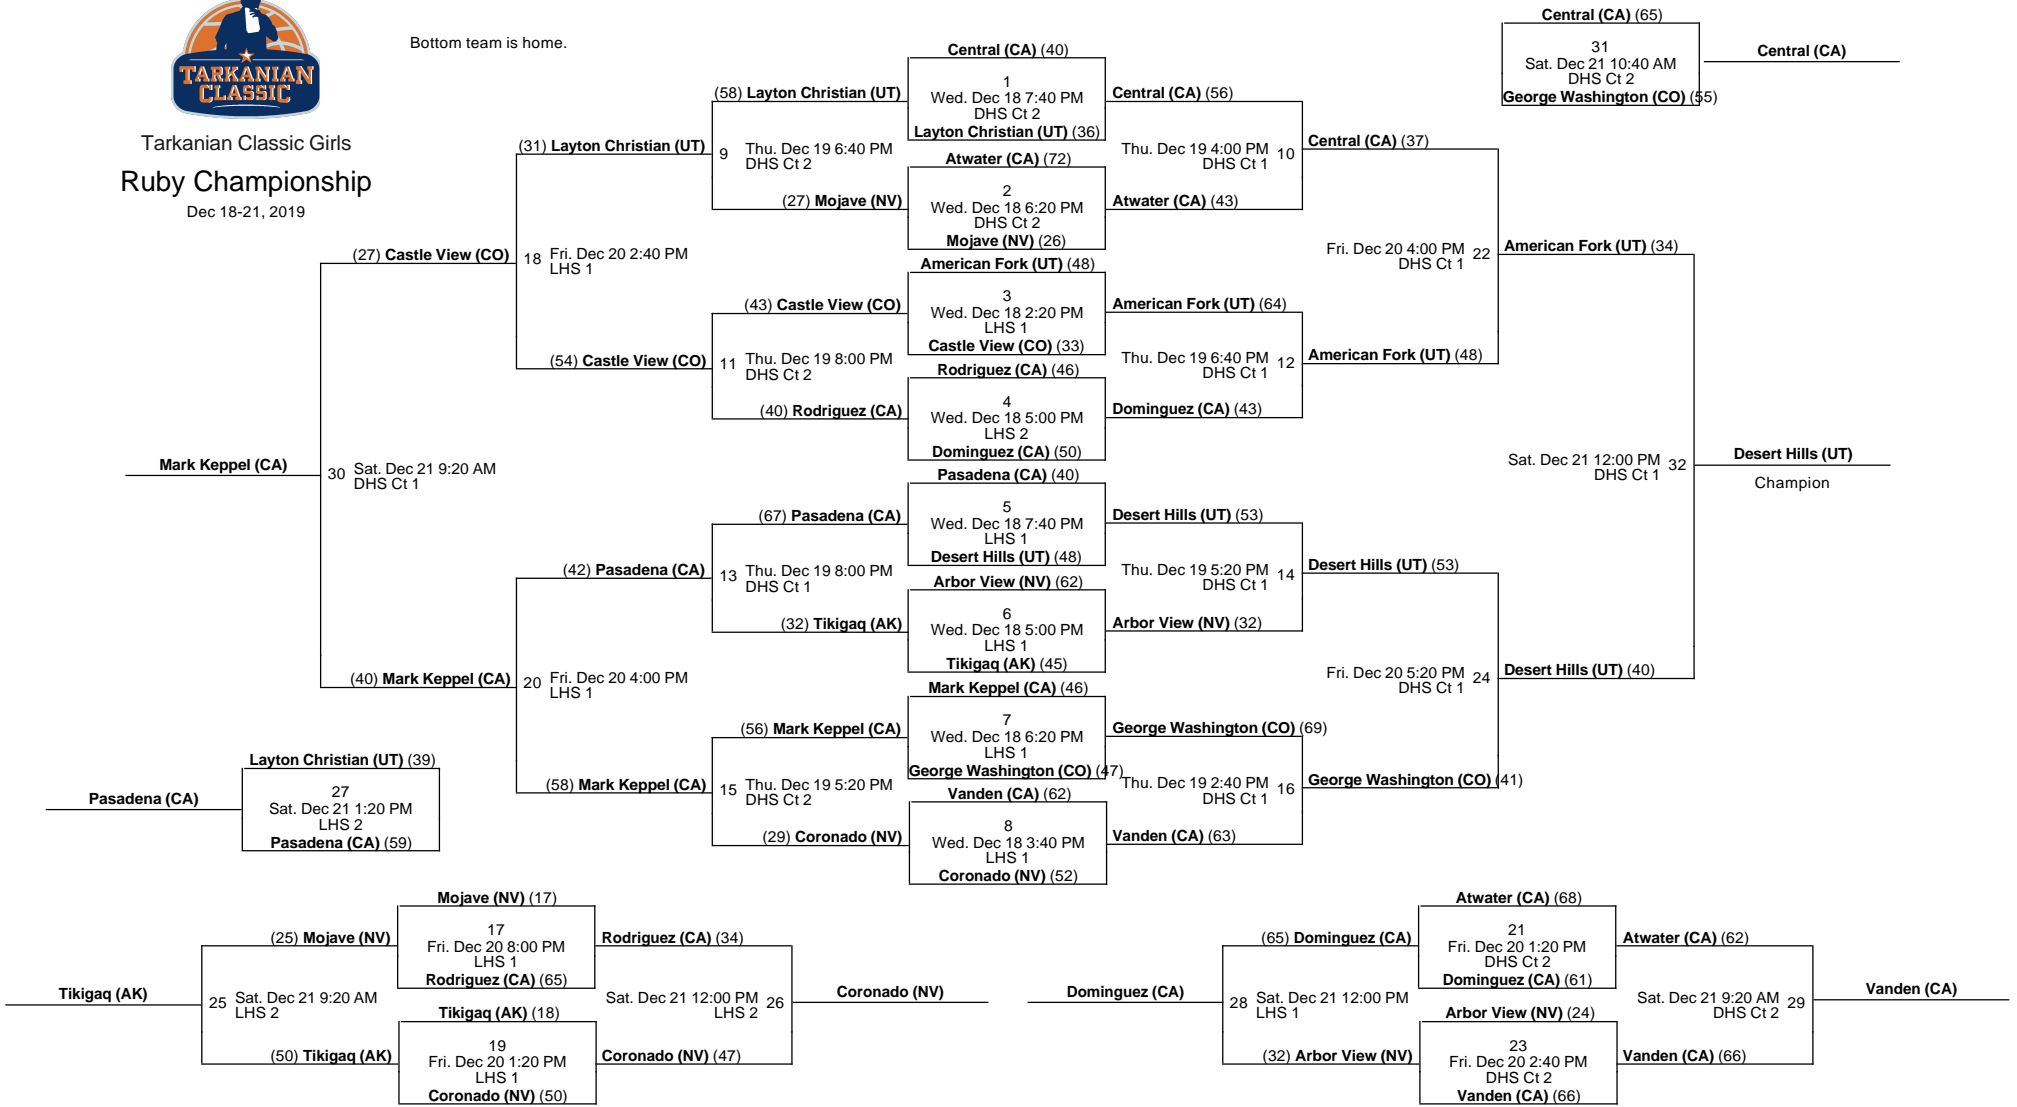 TARKANIAN
CLASSIC
Tarkanian Classic Girls
Ruby Championship
Dec 18-21, 2019
Bottom team is home.
Central (CA) (40)
1
Wed. Dec 18 7:40 PM
DHS Ct 2
Layton Christian (UT) (36)
Atwater (CA) (72)
2
Wed. Dec 18 6:20 PM
DHS Ct 2
Mojave (NV) (26)
American Fork (UT) (48)
3
Wed. Dec 18 2:20 PM
LHS 1
Castle View (CO) (33)
Rodriguez (CA) (46)
4
Wed. Dec 18 5:00 PM
LHS 2
Dominguez (CA) (50)
Pasadena (CA) (40)
5
Wed. Dec 18 7:40 PM
LHS 1
Desert Hills (UT) (48)
Arbor View (NV) (62)
6
Wed. Dec 18 5:00 PM
LHS 1
Tikigaq (AK) (45)
Mark Keppel (CA) (46)
7
Wed. Dec 18 6:20 PM
LHS 1
George Washington (CO) (47)
Vanden (CA) (62)
8
Wed. Dec 18 3:40 PM
LHS 1
Coronado (NV) (52)
(58) Layton Christian (UT)
9 Thu. Dec 19 6:40 PM
DHS Ct 2
(27) Mojave (NV)
(43) Castle View (CO)
11 Thu. Dec 19 8:00 PM
DHS Ct 2
(40) Rodriguez (CA)
(67) Pasadena (CA)
13 Thu. Dec 19 8:00 PM
DHS Ct 1
(32) Tikigaq (AK)
(56) Mark Keppel (CA)
15 Thu. Dec 19 5:20 PM
DHS Ct 2
(29) Coronado (NV)
(31) Layton Christian (UT)
18 Fri. Dec 20 2:40 PM
LHS 1
(54) Castle View (CO)
(42) Pasadena (CA)
20 Fri. Dec 20 4:00 PM
LHS 1
(58) Mark Keppel (CA)
(27) Castle View (CO)
30 Sat. Dec 21 9:20 AM
DHS Ct 1
(40) Mark Keppel (CA)
Mark Keppel (CA)
Central (CA) (56)
Thu. Dec 19 4:00 PM 10
DHS Ct 1
Atwater (CA) (43)
American Fork (UT) (64)
Thu. Dec 19 6:40 PM 12
DHS Ct 1
Dominguez (CA) (43)
Desert Hills (UT) (53)
Thu. Dec 19 5:20 PM 14
DHS Ct 1
Arbor View (NV) (32)
George Washington (CO) (69)
Thu. Dec 19 2:40 PM 16
DHS Ct 1
Vanden (CA) (63)
Central (CA) (37)
Fri. Dec 20 4:00 PM 22
DHS Ct 1
American Fork (UT) (48)
Desert Hills (UT) (53)
Fri. Dec 20 5:20 PM 24
DHS Ct 1
George Washington (CO) (41)
American Fork (UT) (34)
Sat. Dec 21 12:00 PM 32
DHS Ct 1
Desert Hills (UT) (40)
Desert Hills (UT)
Champion
Central (CA) (65)
31
Sat. Dec 21 10:40 AM
DHS Ct 2
George Washington (CO) (55)
Central (CA)
Layton Christian (UT) (39)
27
Sat. Dec 21 1:20 PM
LHS 2
Pasadena (CA) (59)
Pasadena (CA)
Mojave (NV) (17)
17
Fri. Dec 20 8:00 PM
LHS 1
Rodriguez (CA) (65)
Tikigaq (AK) (18)
19
Fri. Dec 20 1:20 PM
LHS 1
Coronado (NV) (50)
(25) Mojave (NV)
25 Sat. Dec 21 9:20 AM
LHS 2
(50) Tikigaq (AK)
Tikigaq (AK)
Rodriguez (CA) (34)
Sat. Dec 21 12:00 PM 26
LHS 2
Coronado (NV) (47)
Coronado (NV)
Atwater (CA) (68)
21
Fri. Dec 20 1:20 PM
DHS Ct 2
Dominguez (CA) (61)
Arbor View (NV) (24)
23
Fri. Dec 20 2:40 PM
DHS Ct 2
Vanden (CA) (66)
(65) Dominguez (CA)
28 Sat. Dec 21 12:00 PM
LHS 1
(32) Arbor View (NV)
Dominguez (CA)
Atwater (CA) (62)
Sat. Dec 21 9:20 AM 29
DHS Ct 2
Vanden (CA) (66)
Vanden (CA)